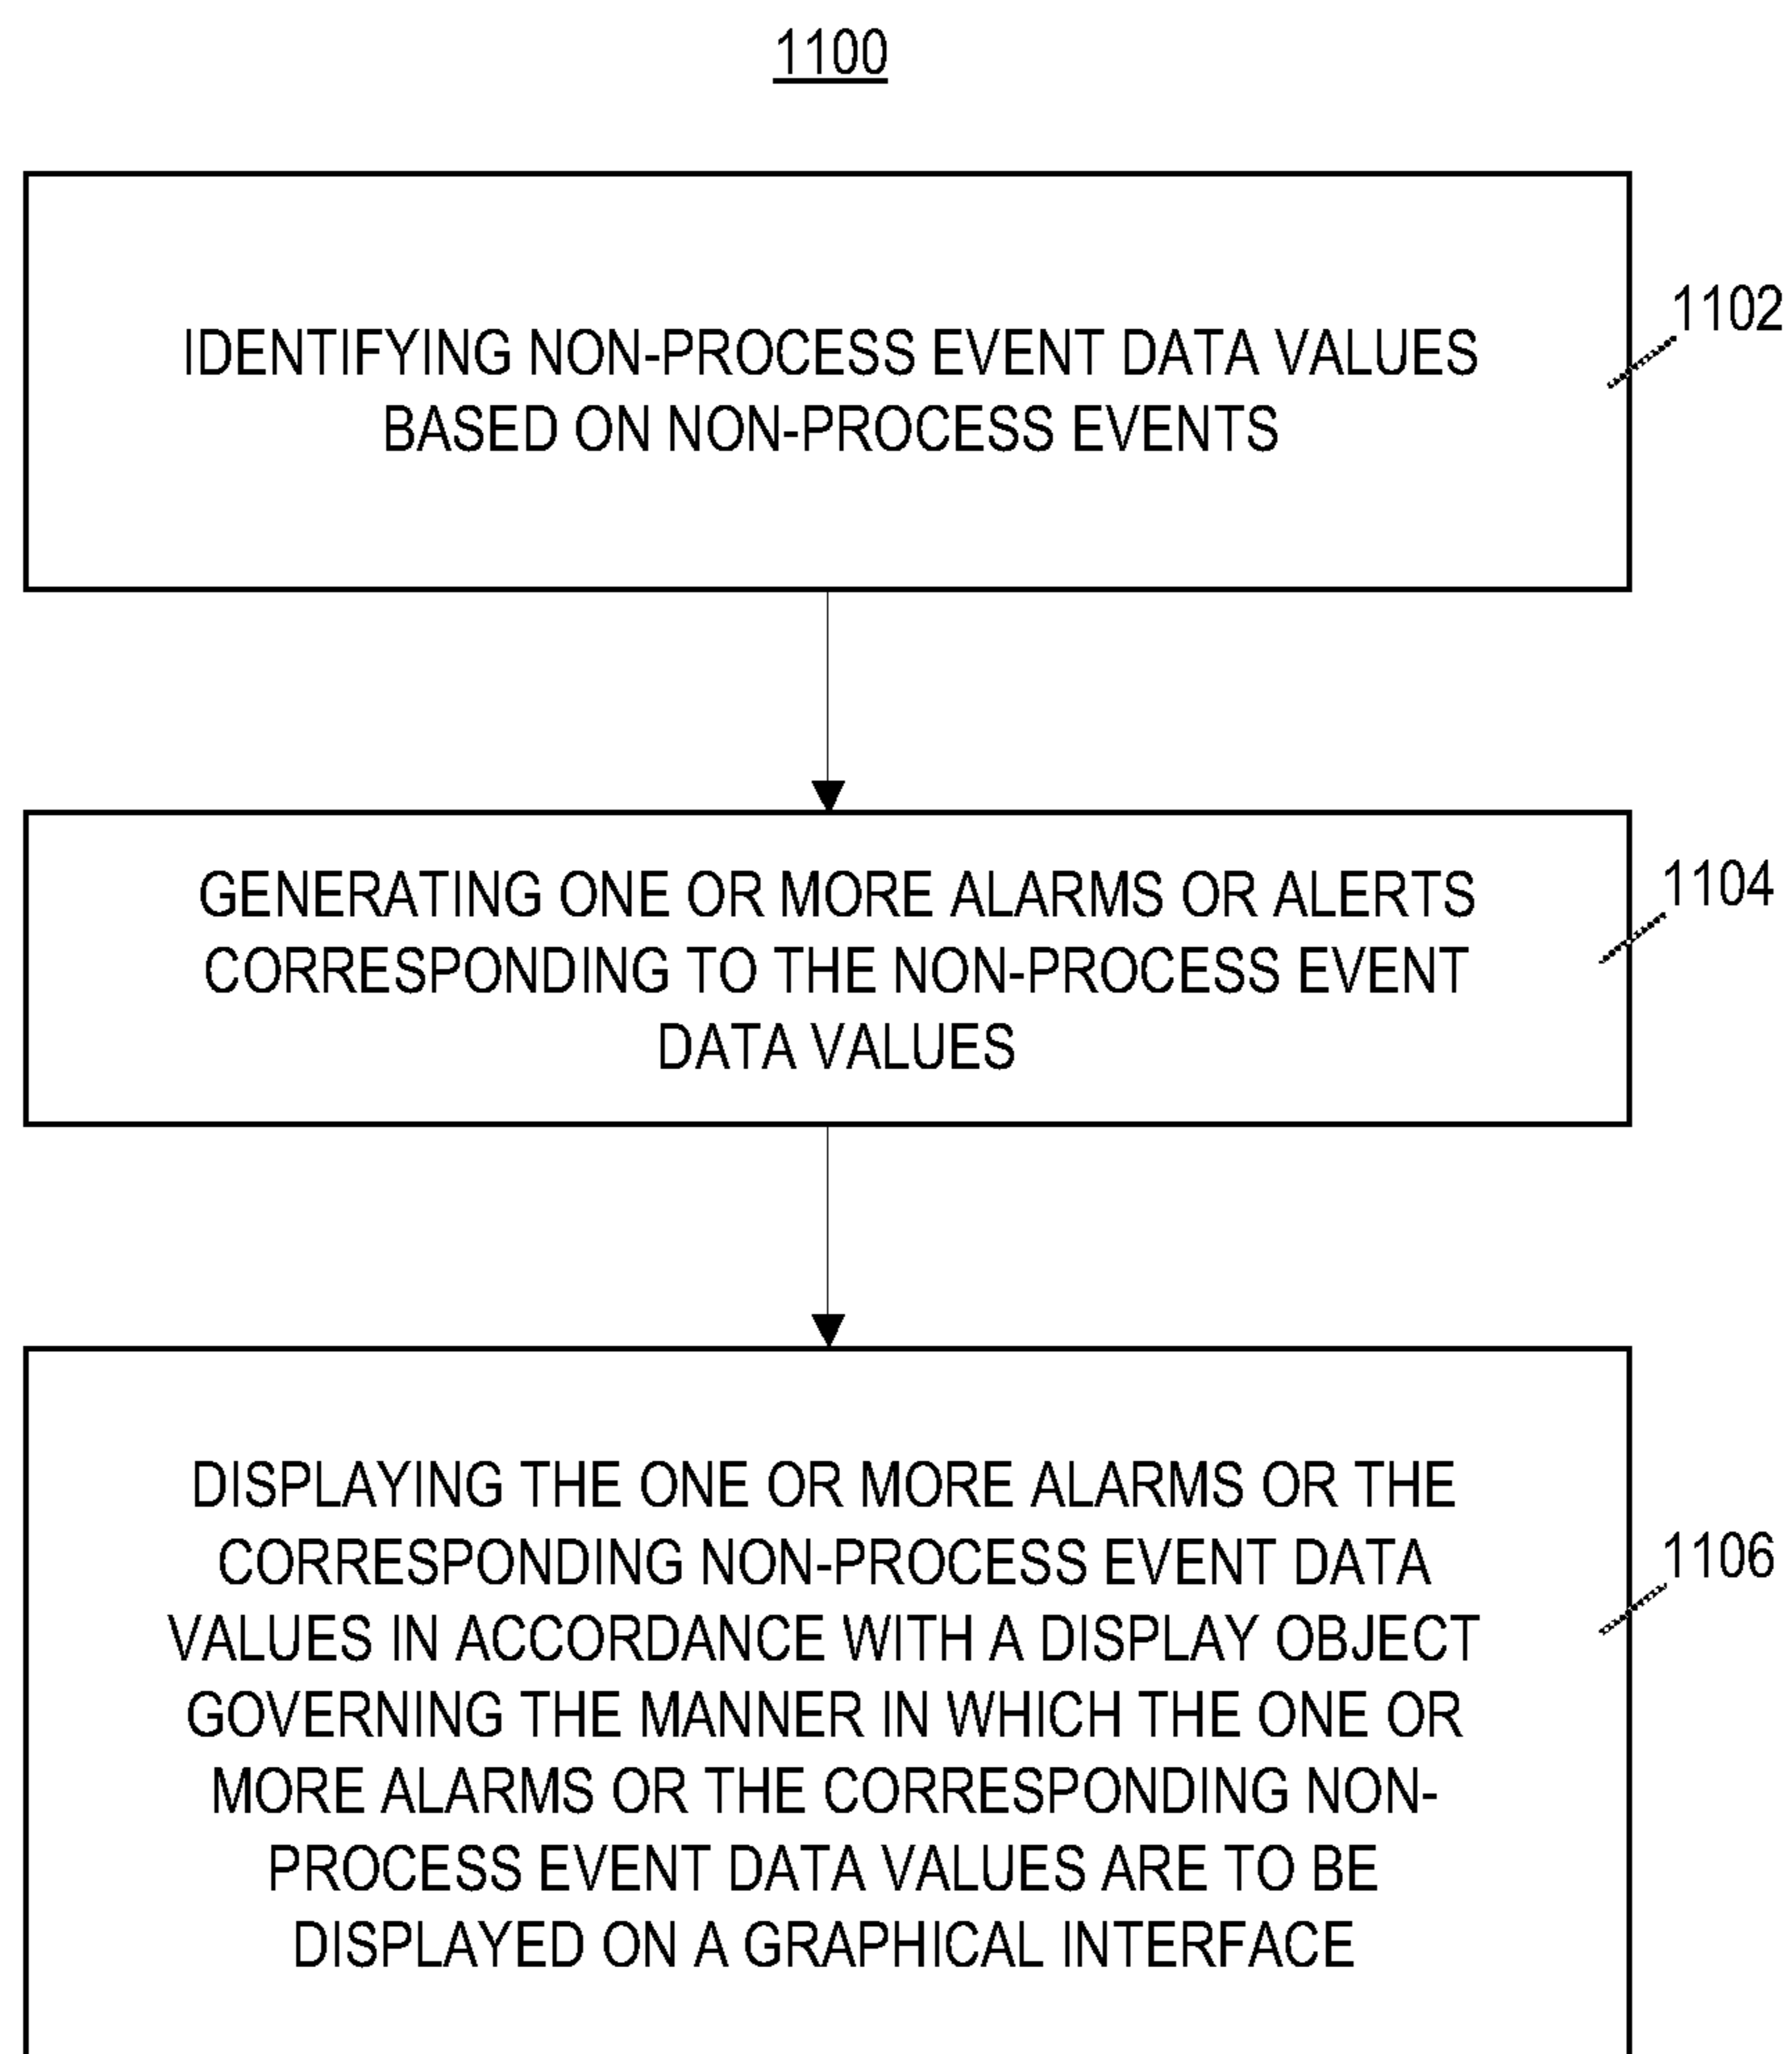 1100
IDENTIFYING NON-PROCESS EVENT DATA VALUES
BASED ON NON-PROCESS EVENTS
1102
GENERATING ONE OR MORE ALARMS OR ALERTS
CORRESPONDING TO THE NON-PROCESS EVENT
DATA VALUES
1104
DISPLAYING THE ONE OR MORE ALARMS OR THE
CORRESPONDING NON-PROCESS EVENT DATA
VALUES IN ACCORDANCE WITH A DISPLAY OBJECT
GOVERNING THE MANNER IN WHICH THE ONE OR
MORE ALARMS OR THE CORRESPONDING NON-
PROCESS EVENT DATA VALUES ARE TO BE
DISPLAYED ON A GRAPHICAL INTERFACE
1106